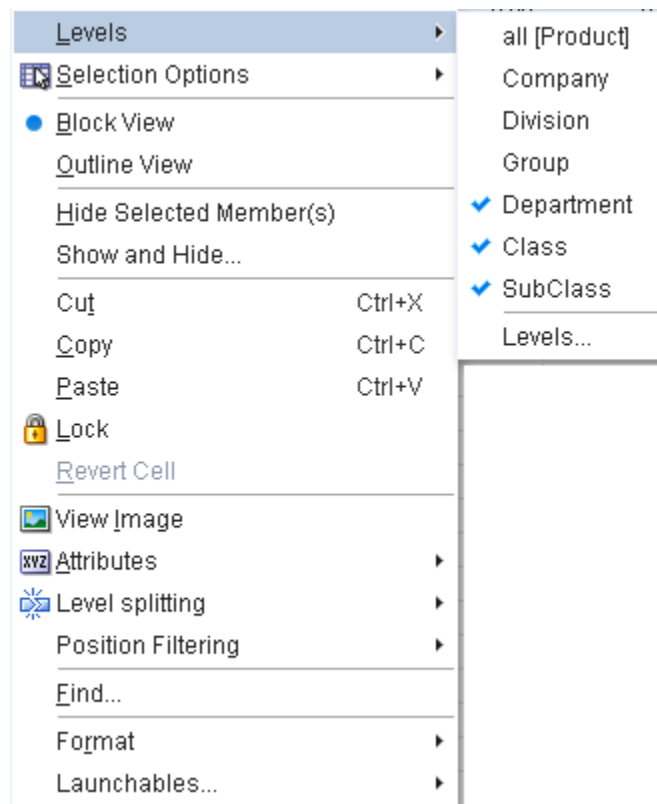 Levels
Selection Options
Block View
Outline View
Hide Selected Member(s)
Show and Hide...
Cut Ctrl+X
Copy Ctrl+C
Paste Ctrl+V
Lock
Revert Cell
View Image
XYZ Attributes
Level splitting
Position Filtering
Find...
Format
Launchables...
all [Product]
Company
Division
Group
Department
Class
SubClass
Levels...